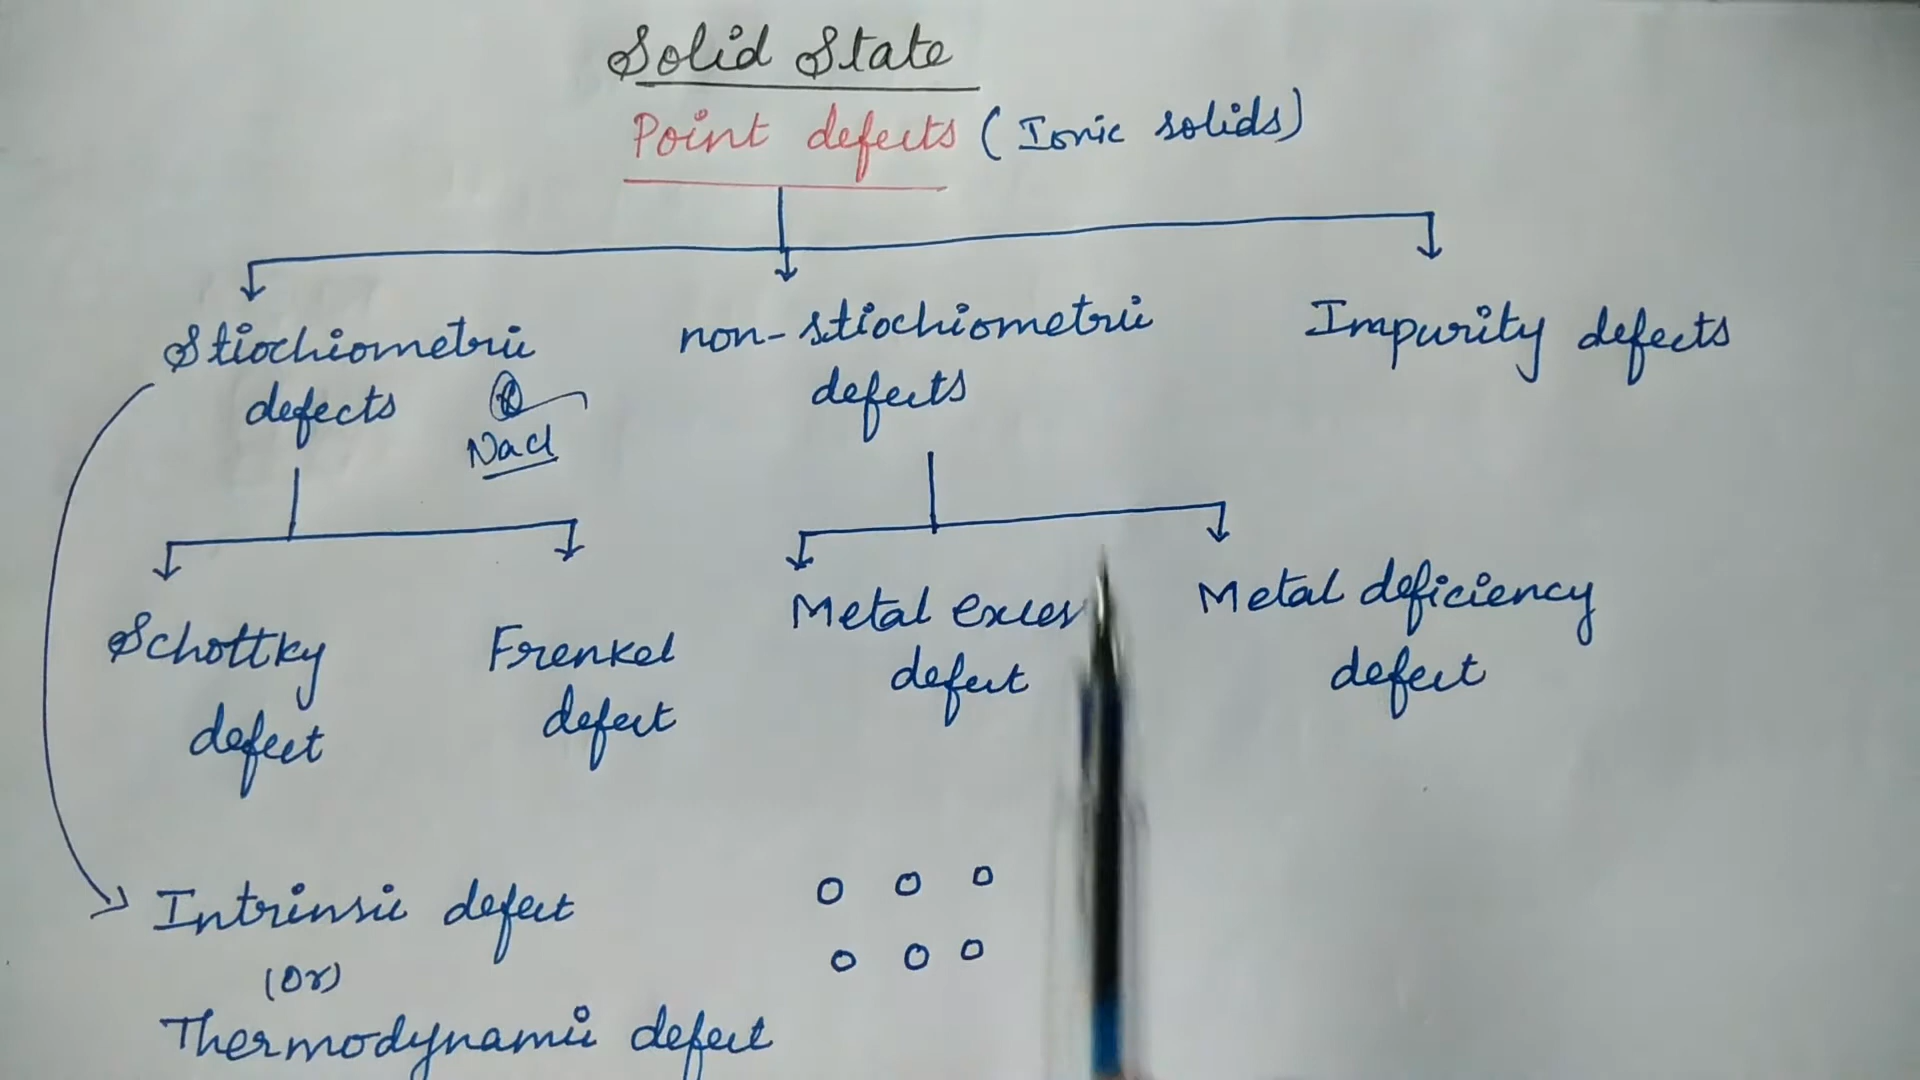 Solid State
Point defects (Ionic solids)
Stiochiometric defects
NaCl
non-stiochiometric defects
Impurity defects
Schottky defect
Frenkel defect
Metal exces defect
Metal deficiency defect
Intrinsic defect
(Or)
Thermodynamic defect